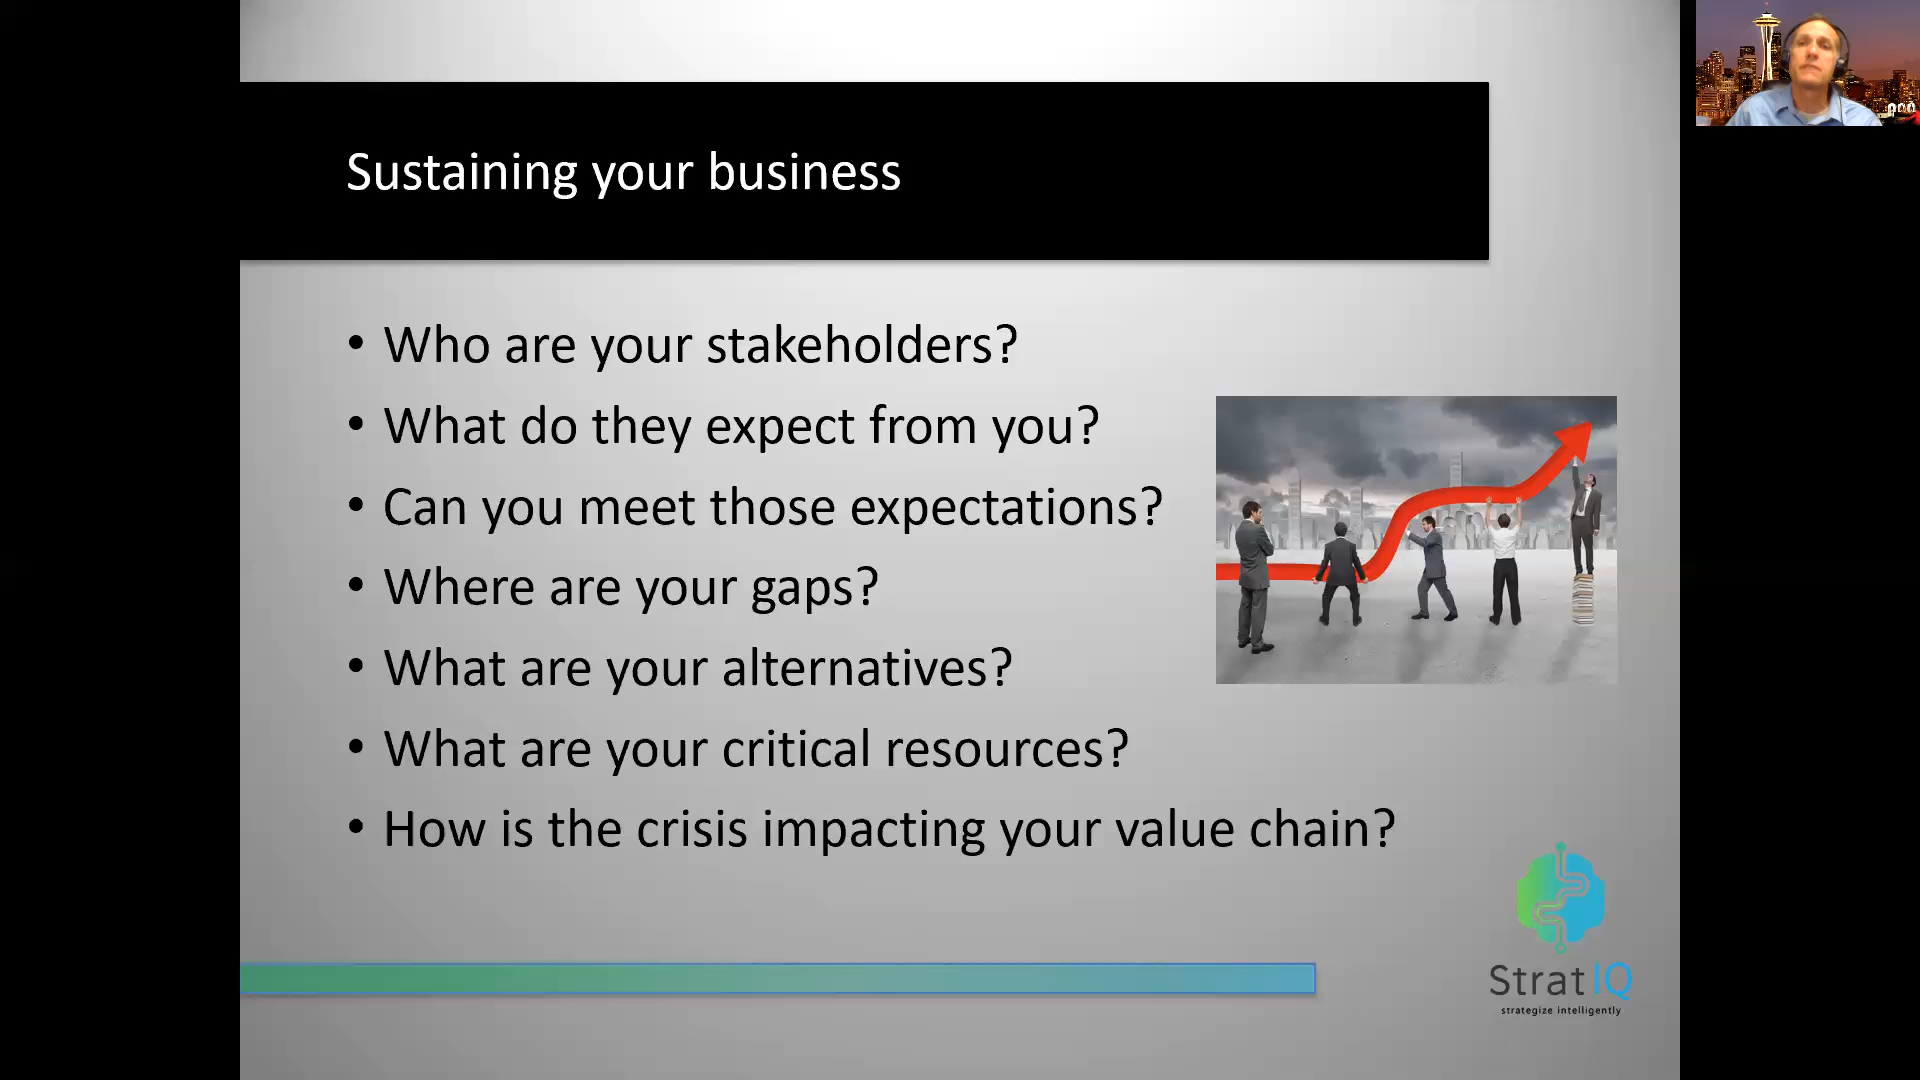 Sustaining your business
• Who are your stakeholders?
• What do they expect from you?
• Can you meet those expectations?
• Where are your gaps?
• What are your alternatives?
• What are your critical resources?
• How is the crisis impacting your value chain?
StratIQ
strategize intelligently